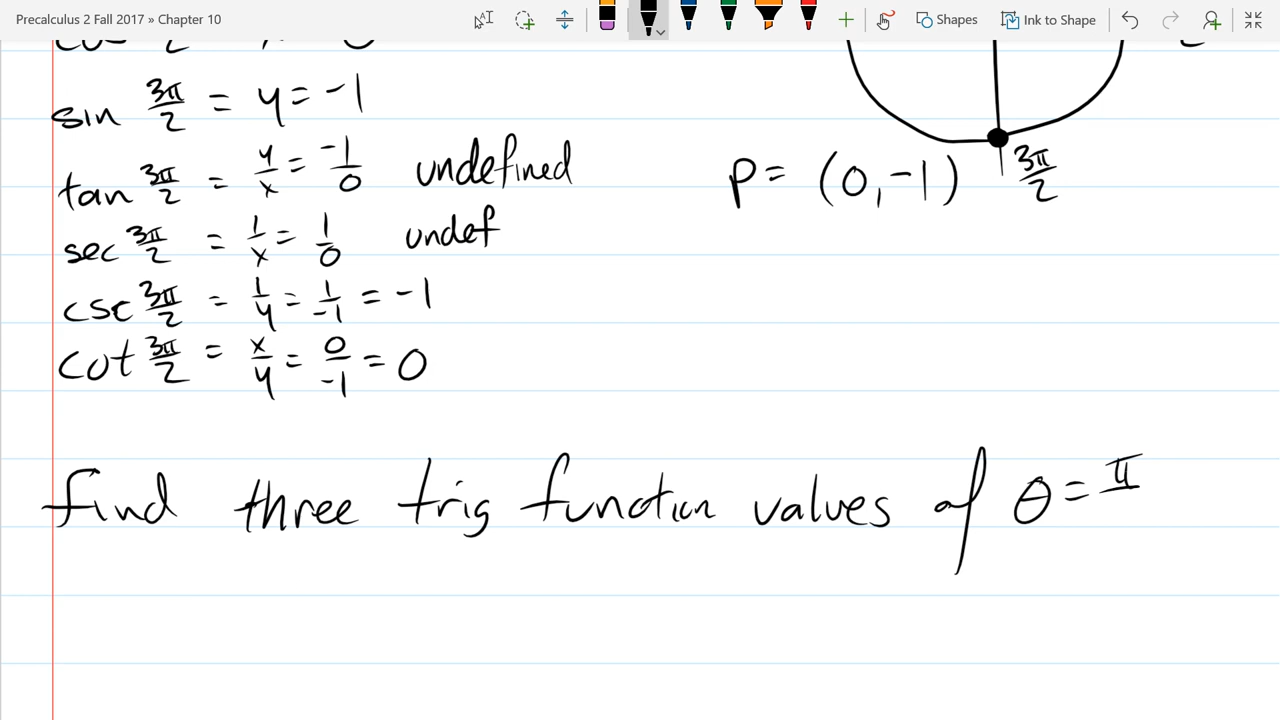 Precalculus 2 Fall 2017 » Chapter 10
Shapes
Ink to Shape
sin 3π/2 = y = -1
tan 3π/2 = y/x = -1/0 undefined
sec 3π/2 = 1/x = 1/0 undef
csc 3π/2 = 1/y = 1/-1 = -1
cot 3π/2 = x/y = 0/-1 = 0
P = (0, -1)
3π/2
find three trig function values of θ = π